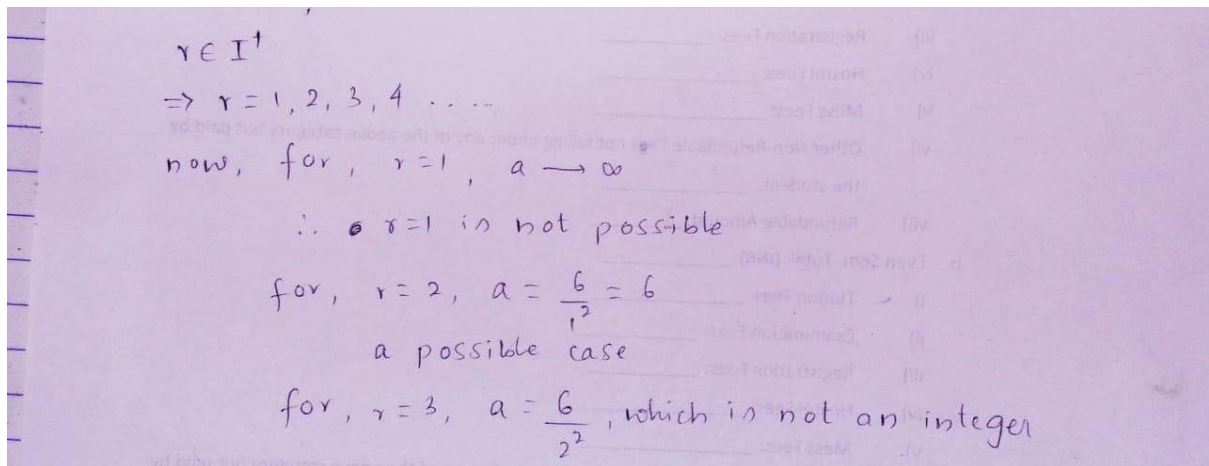 r ∈ I⁺
=> r = 1, 2, 3, 4 .....
now, for, r=1, a → ∞
∴ r=1 is not possible
for, r = 2, a = 6/1² = 6
a possible case
for, r = 3, a = 6/2², which is not an integer